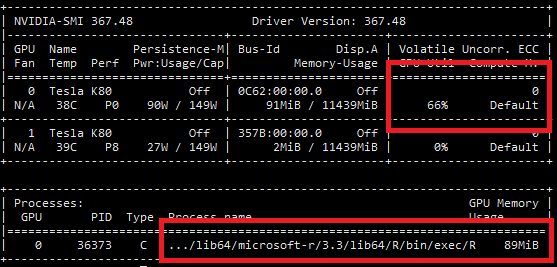 NVIDIA-SMI 367.48 Driver Version: 367.48
GPU Name Persistence-M| Bus-Id Disp.A | Volatile Uncorr. ECC
Fan Temp Perf Pwr:Usage/Cap| Memory-Usage | GPU-Util Compute M.
0 Tesla K80 Off | 0C62:00:00.0 Off | 0
N/A 38C P0 90W / 149W | 91MiB / 11439MiB | 66% Default
1 Tesla K80 Off | 357B:00:00.0 Off | 0
N/A 39C P8 27W / 149W | 2MiB / 11439MiB | 0% Default
Processes: GPU Memory
GPU PID Type Process name Usage
0 36373 C .../lib64/microsoft-r/3.3/lib64/R/bin/exec/R 89MiB